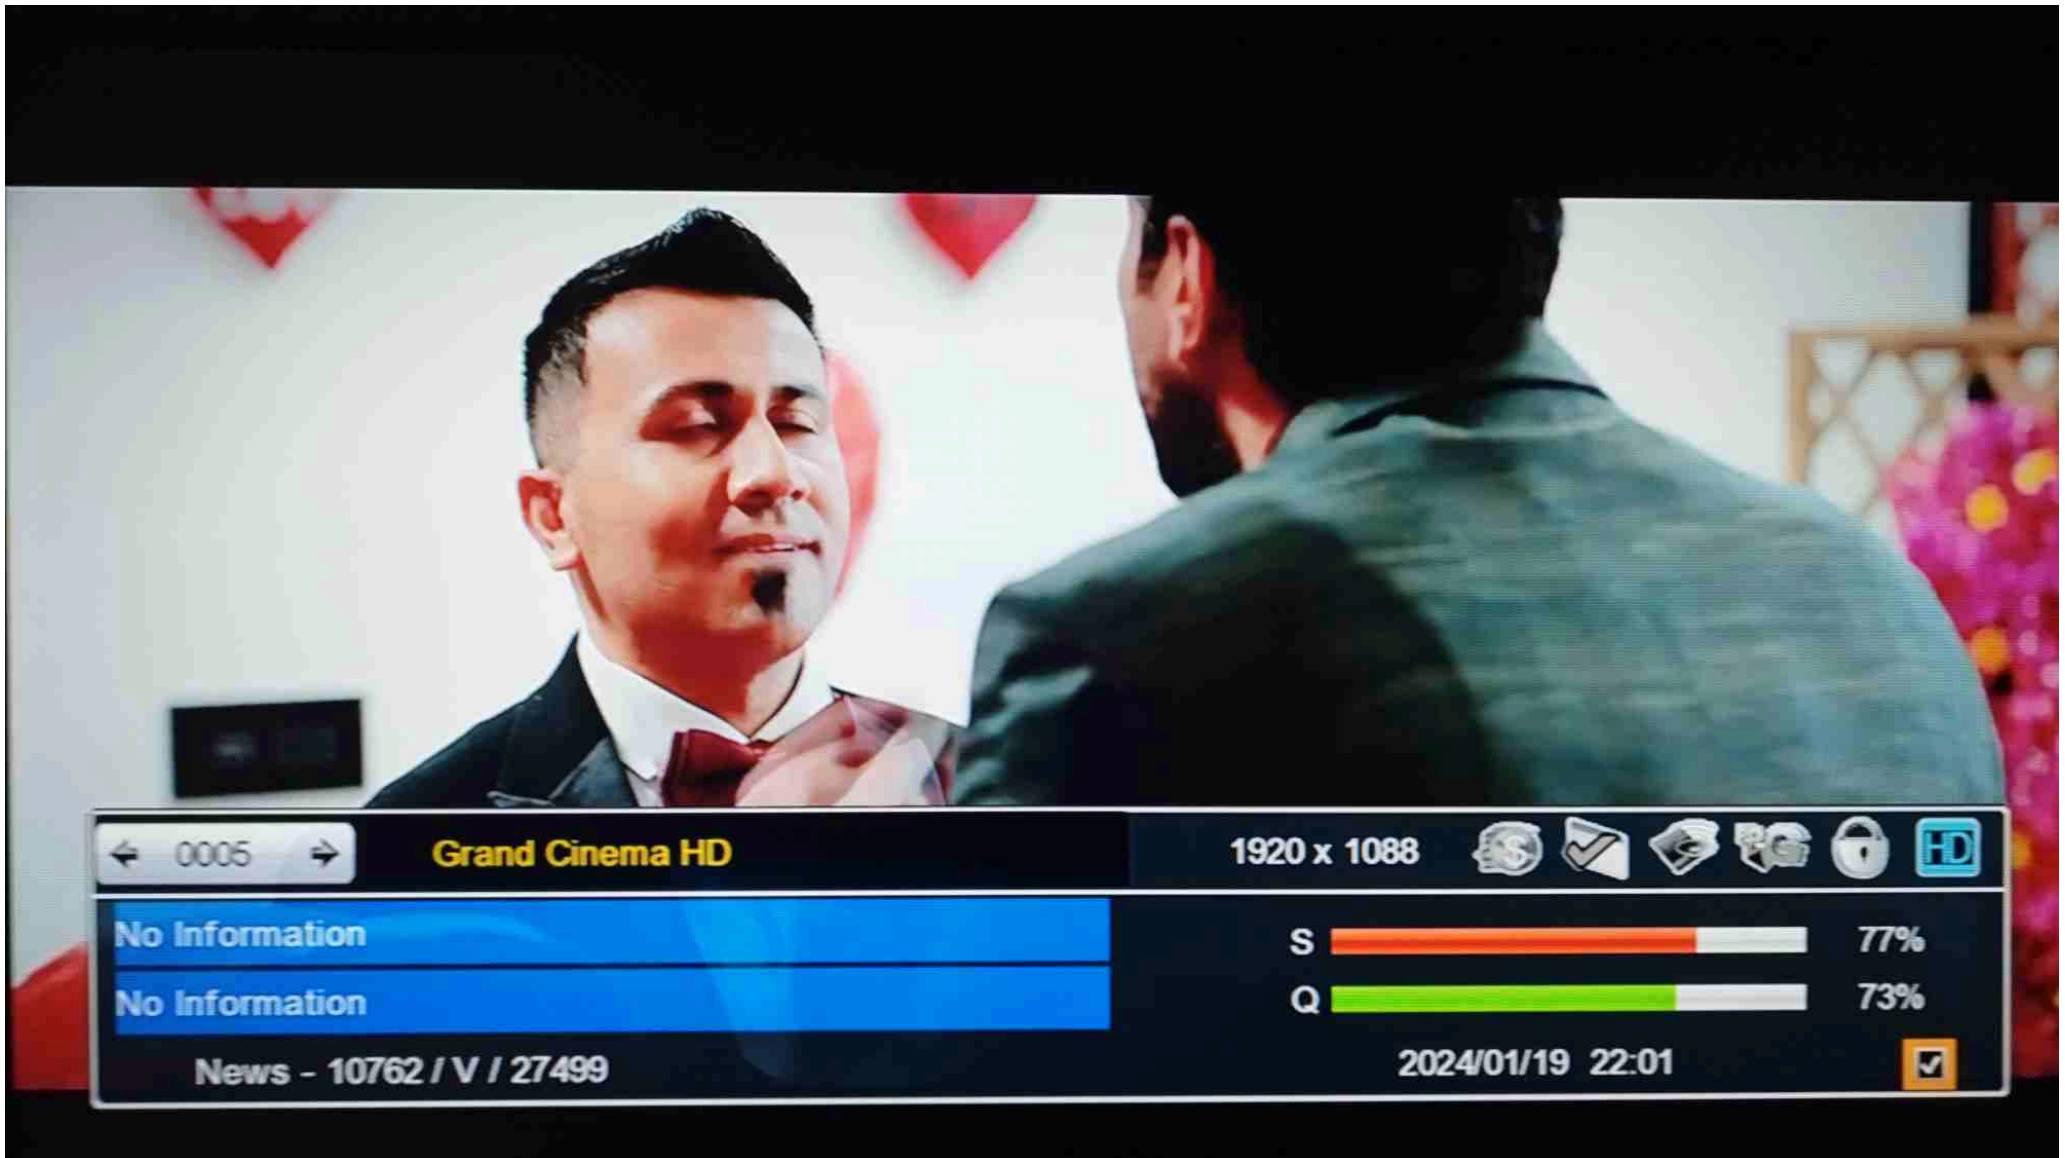 0005
Grand Cinema HD
1920 x 1088
HD
No Information
No Information
S 77%
Q 73%
News - 10762 / V / 27499
2024/01/19 22:01